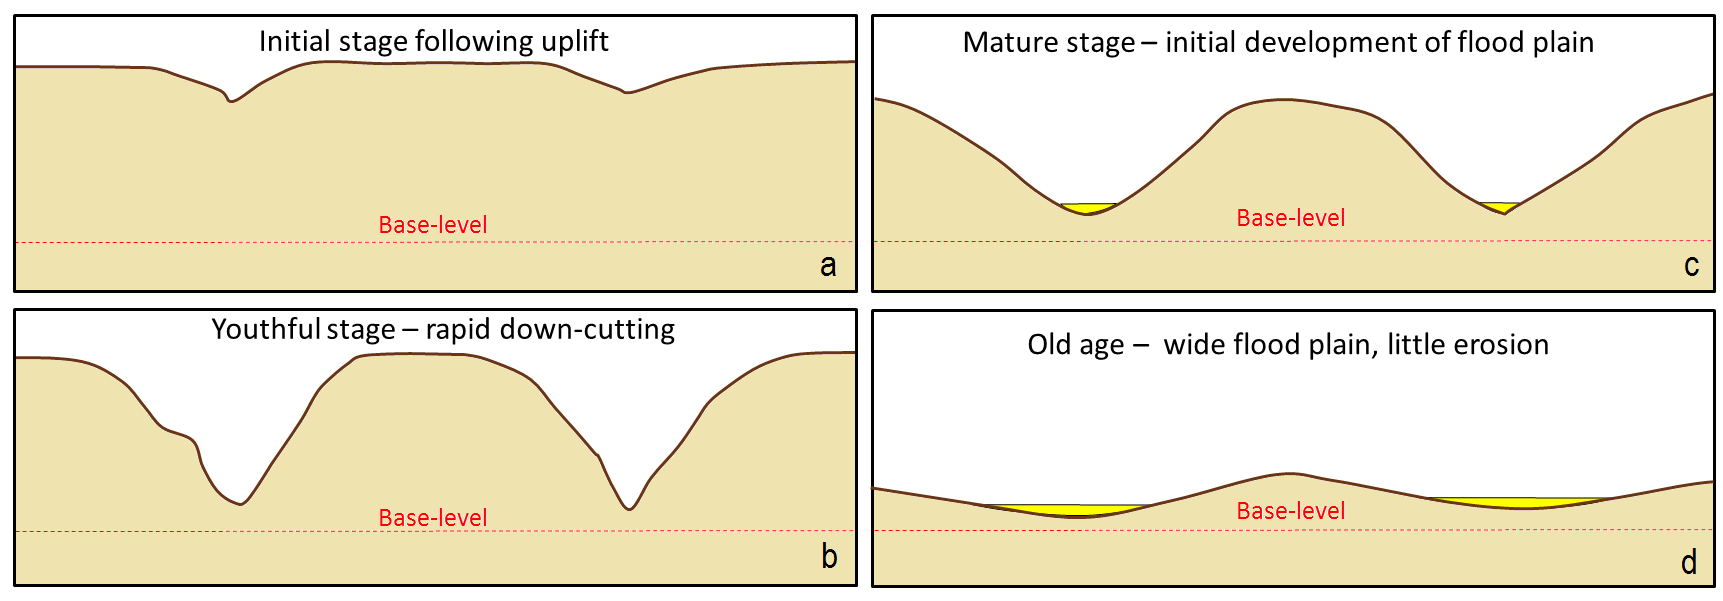 Initial stage following uplift
Base-level
a
Youthful stage – rapid down-cutting
Base-level
b
Mature stage – initial development of flood plain
Base-level
c
Old age –  wide flood plain, little erosion
Base-level
d